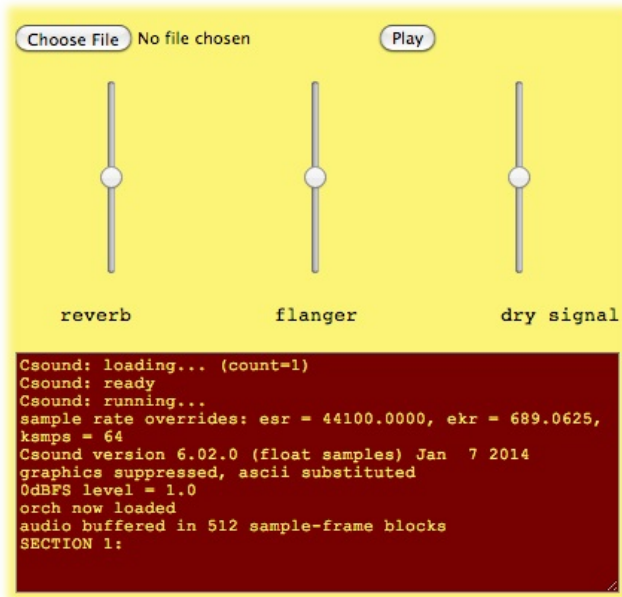 Choose File No file chosen Play
reverb flanger dry signal
Csound: loading... (count=1)
Csound: ready
Csound: running...
sample rate overrides: esr = 44100.0000, ekr = 689.0625,
ksmps = 64
Csound version 6.02.0 (float samples) Jan  7 2014
graphics suppressed, ascii substituted
0dBFS level = 1.0
orch now loaded
audio buffered in 512 sample-frame blocks
SECTION 1: